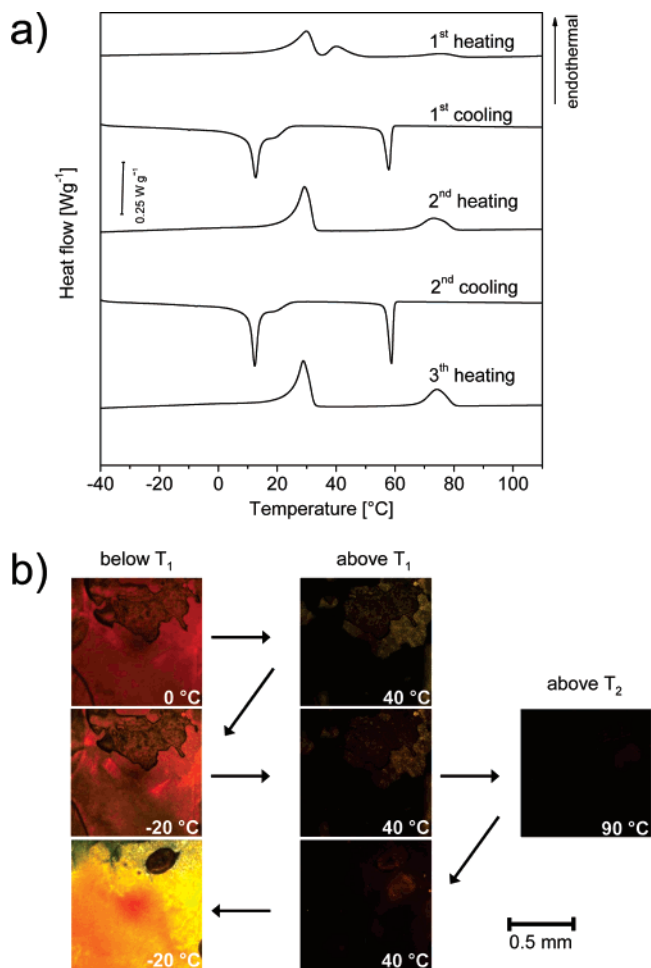 a)
1st heating
endothermal
1st cooling
0.25 W g-1
Heat flow [Wg-1]
2nd heating
2nd cooling
3th heating
-40 -20 0 20 40 60 80 100
Temperature [°C]
b)
below T1
above T1
0 °C
40 °C
above T2
-20 °C
40 °C
90 °C
-20 °C
40 °C
0.5 mm